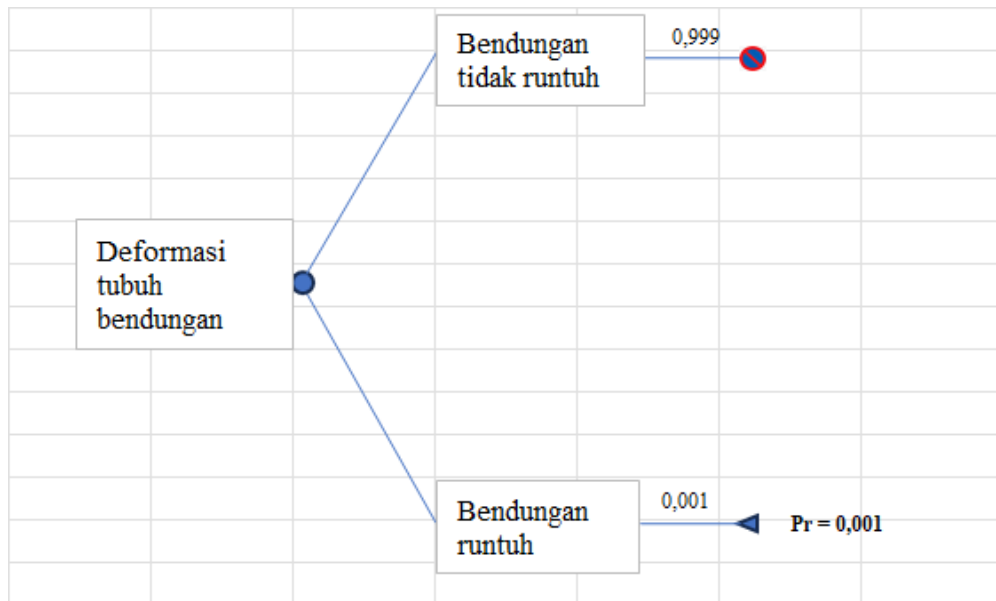 Bendungan
tidak runtuh
0,999
Deformasi
tubuh
bendungan
Bendungan
runtuh
0,001
Pr = 0,001